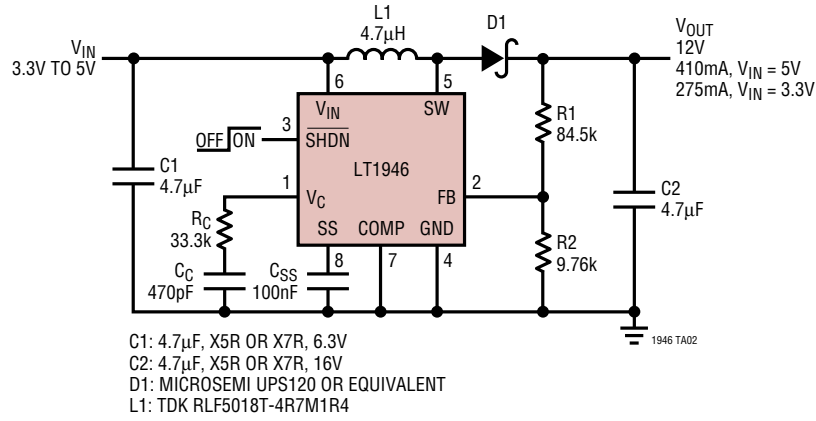 L1
4.7µH
D1
VIN
3.3V TO 5V
VOUT
12V
410mA, VIN = 5V
275mA, VIN = 3.3V
6
5
VIN
SW
3
OFF ON
SHDN
R1
84.5k
LT1946
C1
4.7µF
1
VC
FB
2
C2
4.7µF
RC
33.3k
SS
COMP
GND
R2
9.76k
8
7
4
CC
470pF
CSS
100nF
1946 TA02
C1: 4.7µF, X5R OR X7R, 6.3V
C2: 4.7µF, X5R OR X7R, 16V
D1: MICROSEMI UPS120 OR EQUIVALENT
L1: TDK RLF5018T-4R7M1R4